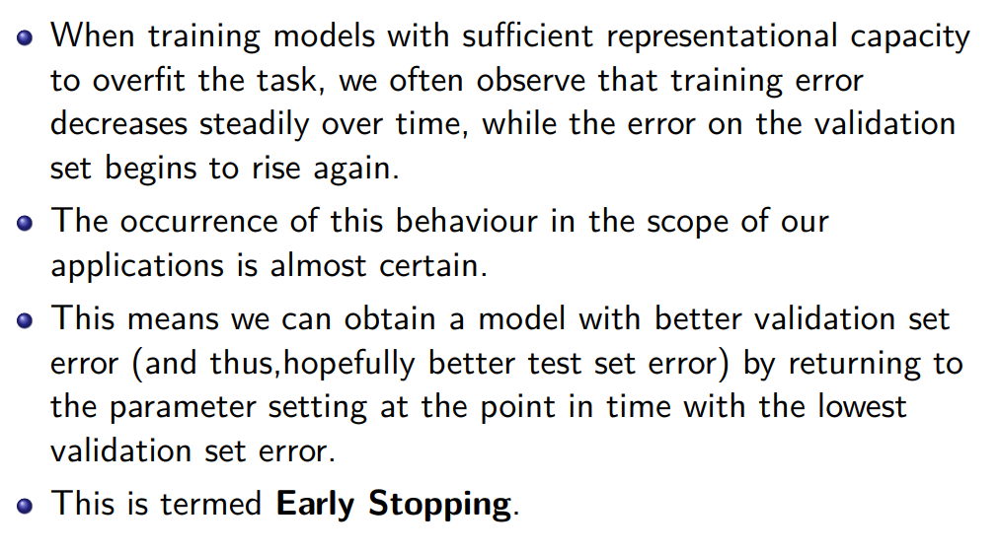 When training models with sufficient representational capacity
to overfit the task, we often observe that training error
decreases steadily over time, while the error on the validation
set begins to rise again.
The occurrence of this behaviour in the scope of our
applications is almost certain.
This means we can obtain a model with better validation set
error (and thus,hopefully better test set error) by returning to
the parameter setting at the point in time with the lowest
validation set error.
This is termed Early Stopping.